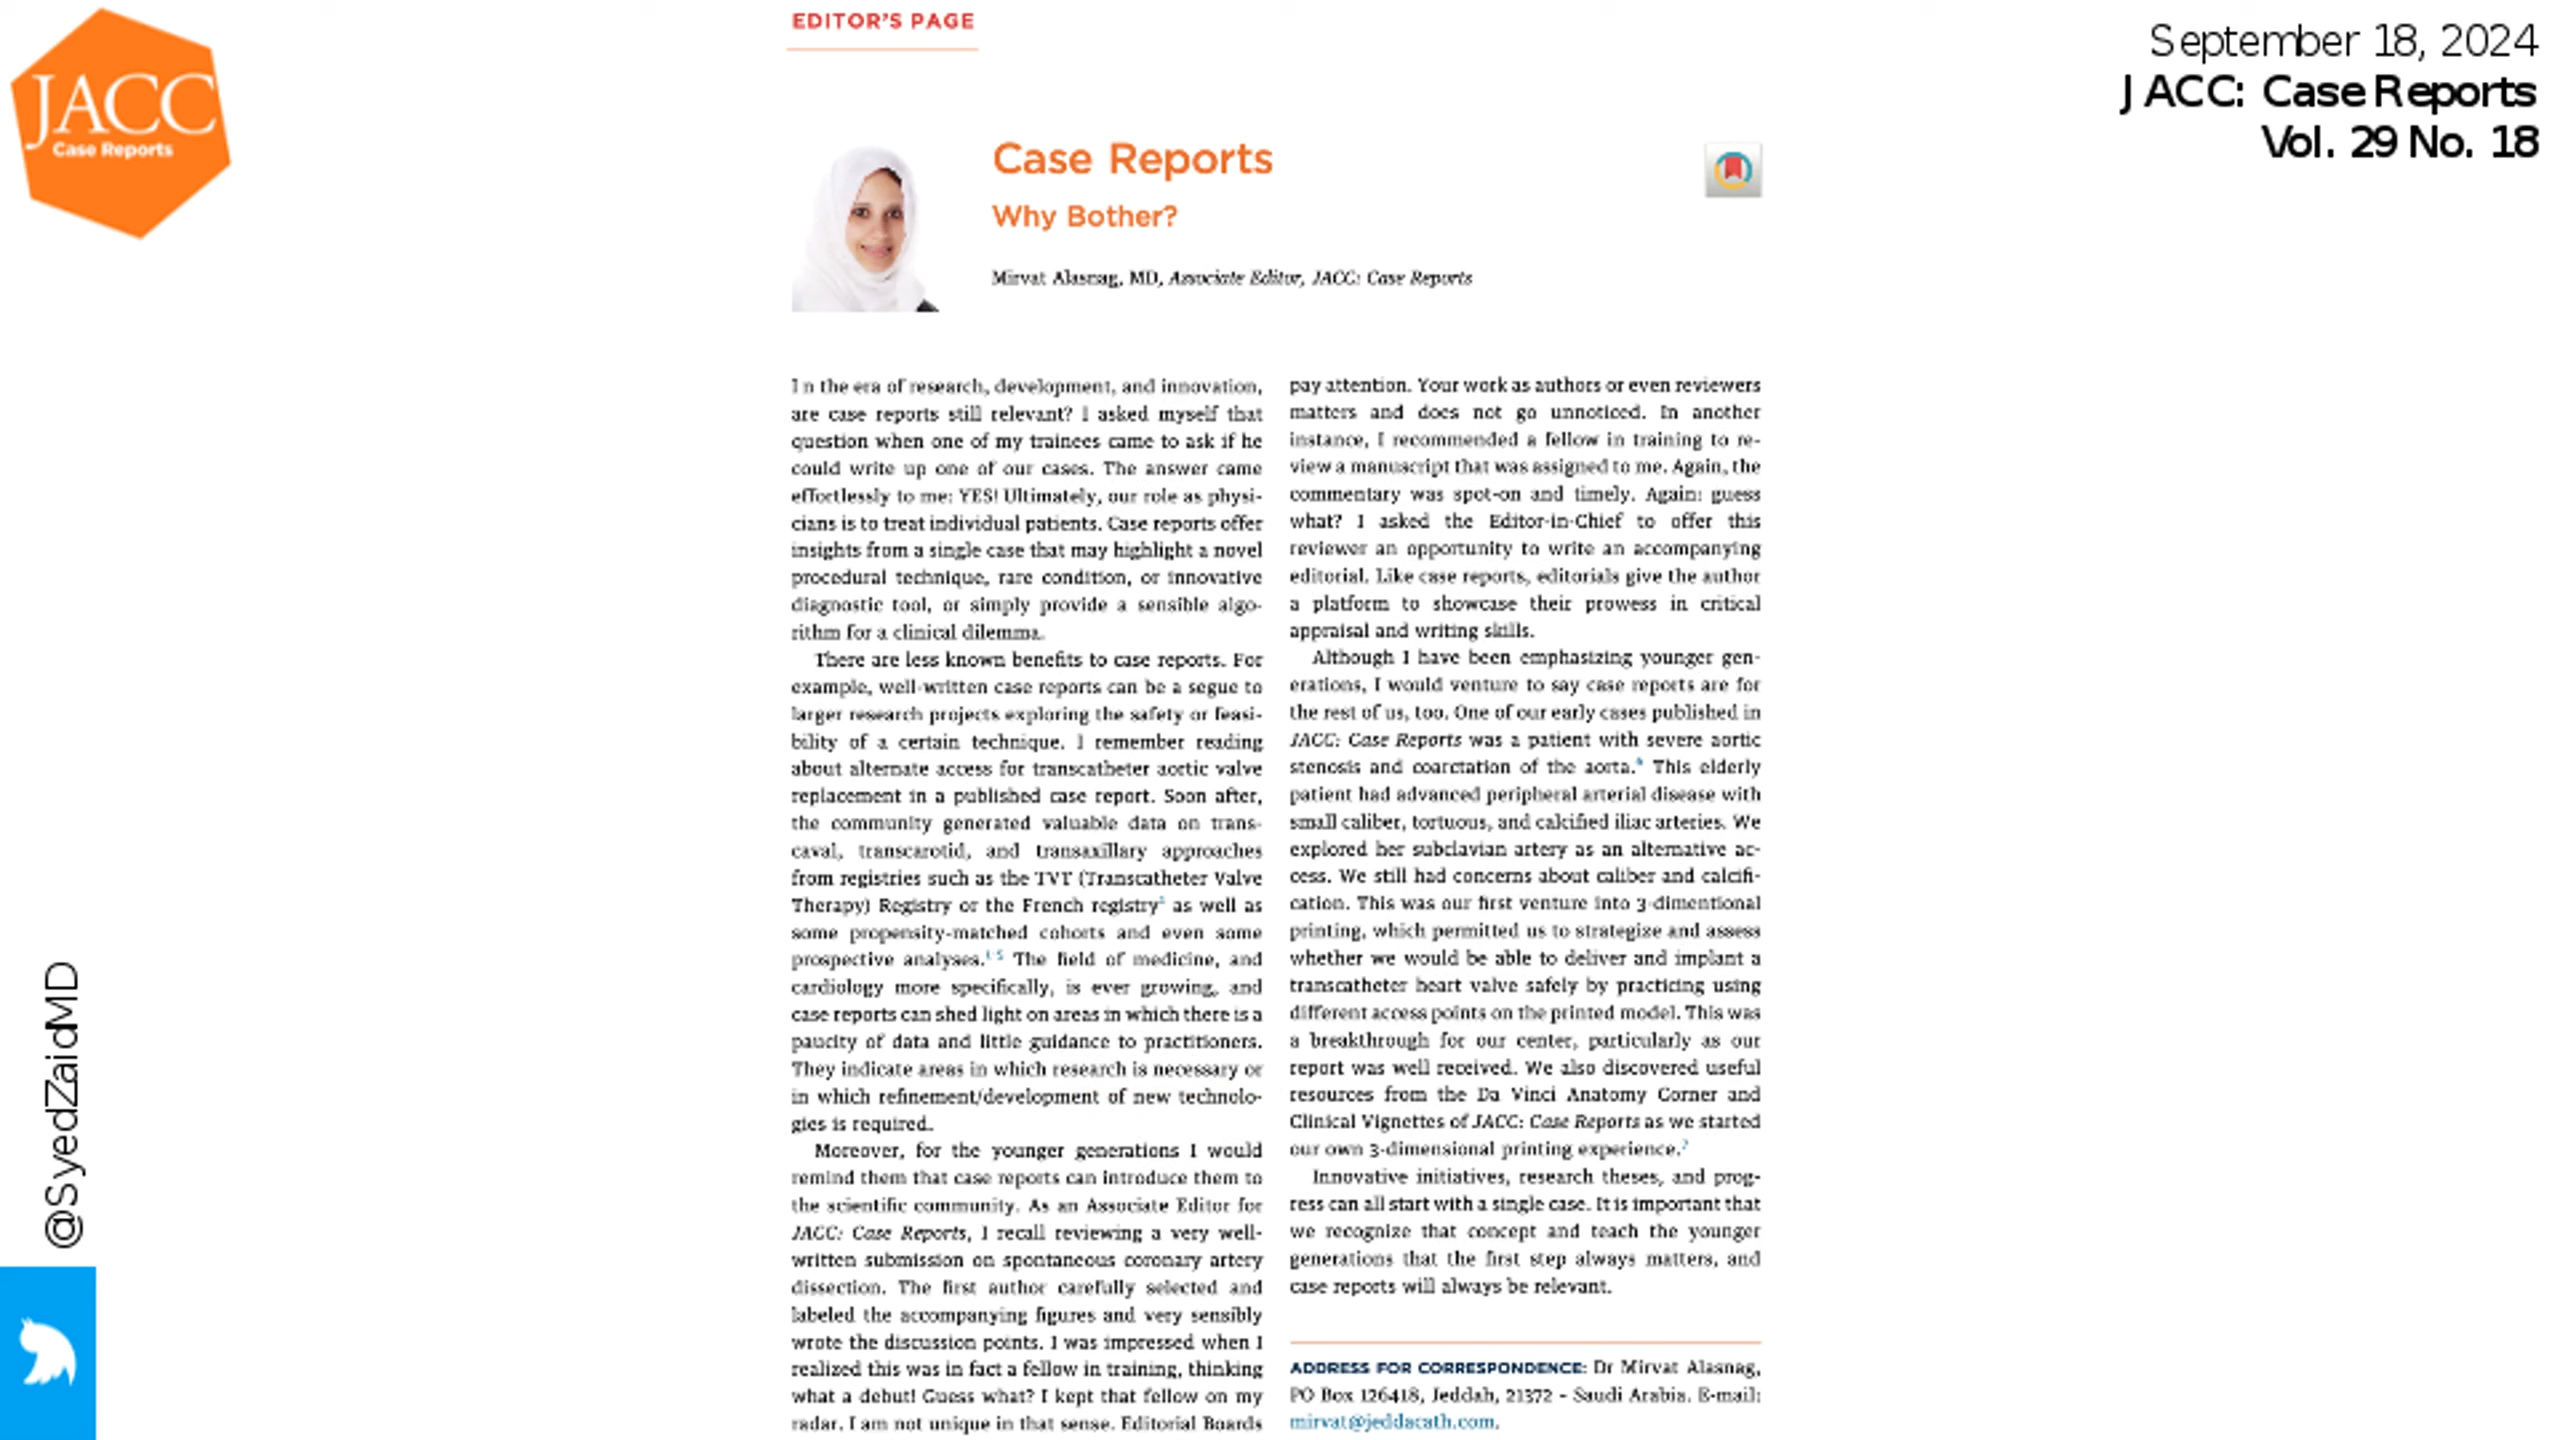 JACC
Case Reports
EDITOR'S PAGE
September 18, 2024
JACC: Case Reports
Vol. 29 No. 18
Case Reports
Why Bother?
Mirvat Alasnag, MD, Associate Editor, JACC: Case Reports
In the era of research, development, and innovation,
are case reports still relevant? I asked myself that
question when one of my trainees came to ask if he
could write up one of our cases. The answer came
effortlessly to me: YES! Ultimately, our role as physi-
cians is to treat individual patients. Case reports offer
insights from a single case that may highlight a novel
procedural technique, rare condition, or innovative
diagnostic tool, or simply provide a sensible algo-
rithm for a clinical dilemma.
There are less known benefits to case reports. For
example, well-written case reports can be a segue to
larger research projects exploring the safety or feasi-
bility of a certain technique. I remember reading
about alternate access for transcatheter aortic valve
replacement in a published case report. Soon after,
the community generated valuable data on trans-
caval, transcarotid, and transaxillary approaches
from registries such as the TVT (Transcatheter Valve
Therapy) Registry or the French registry as well as
some propensity-matched cohorts and even some
prospective analyses. The field of medicine, and
cardiology more specifically, is ever growing, and
case reports can shed light on areas in which there is a
paucity of data and little guidance to practitioners.
They indicate areas in which research is necessary or
in which refinement/development of new technolo-
gies is required.
Moreover, for the younger generations I would
remind them that case reports can introduce them to
the scientific community. As an Associate Editor for
JACC: Case Reports, I recall reviewing a very well-
written submission on spontaneous coronary artery
dissection. The first author carefully selected and
labeled the accompanying figures and very sensibly
wrote the discussion points. I was impressed when I
realized this was in fact a fellow in training, thinking
what a debut! Guess what? I kept that fellow on my
radar. I am not unique in that sense. Editorial Boards
pay attention. Your work as authors or even reviewers
matters and does not go unnoticed. In another
instance, I recommended a fellow in training to re-
view a manuscript that was assigned to me. Again, the
commentary was spot-on and timely. Again: guess
what? I asked the Editor-in-Chief to offer this
reviewer an opportunity to write an accompanying
editorial. Like case reports, editorials give the author
a platform to showcase their prowess in critical
appraisal and writing skills.
Although I have been emphasizing younger gen-
erations, I would venture to say case reports are for
the rest of us, too. One of our early cases published in
JACC: Case Reports was a patient with severe aortic
stenosis and coarctation of the aorta.⁶ This elderly
patient had advanced peripheral arterial disease with
small caliber, tortuous, and calcified iliac arteries. We
explored her subclavian artery as an alternative ac-
cess. We still had concerns about caliber and calcifi-
cation. This was our first venture into 3-dimentional
printing, which permitted us to strategize and assess
whether we would be able to deliver and implant a
transcatheter heart valve safely by practicing using
different access points on the printed model. This was
a breakthrough for our center, particularly as our
report was well received. We also discovered useful
resources from the Da Vinci Anatomy Corner and
Clinical Vignettes of JACC: Case Reports as we started
our own 3-dimensional printing experience.⁷
Innovative initiatives, research theses, and prog-
ress can all start with a single case. It is important that
we recognize that concept and teach the younger
generations that the first step always matters, and
case reports will always be relevant.
ADDRESS FOR CORRESPONDENCE: Dr Mirvat Alasnag,
PO Box 126418, Jeddah, 21372 - Saudi Arabia. E-mail:
mirvat@jeddacath.com.
@SyedZaidMD